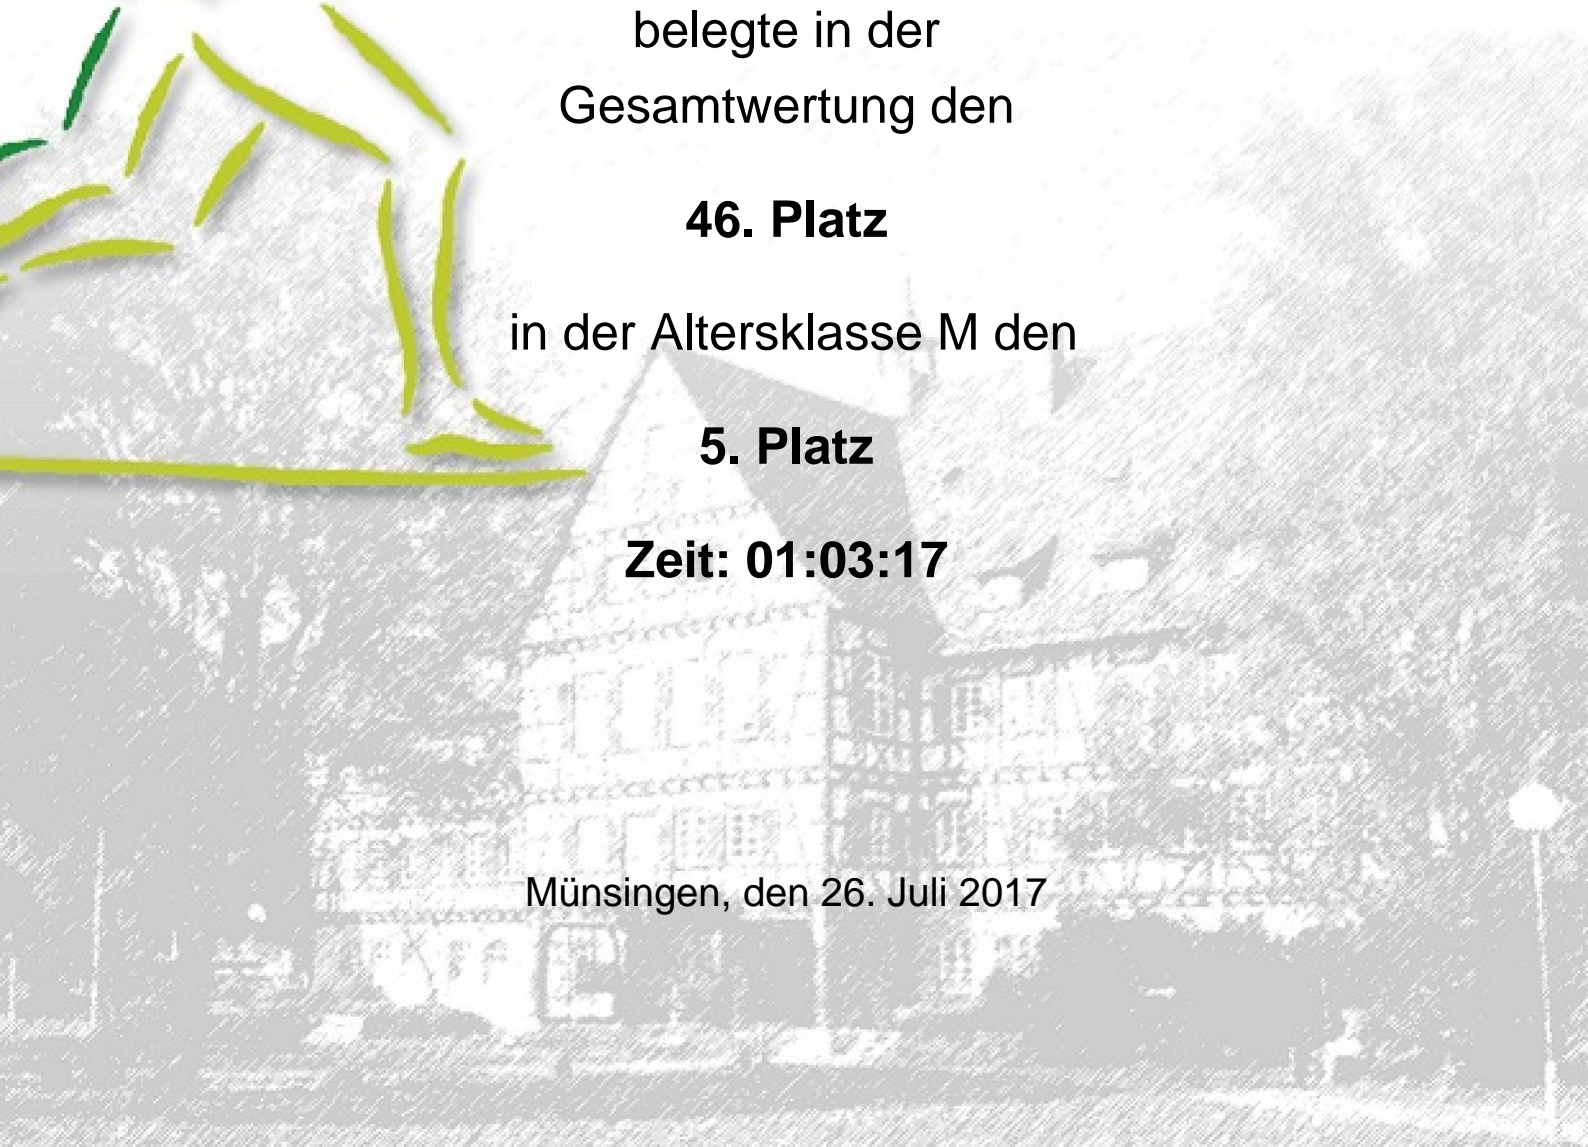 belegte in der
Gesamtwertung den
46. Platz
in der Altersklasse M den
5. Platz
Zeit: 01:03:17
Münsingen, den 26. Juli 2017